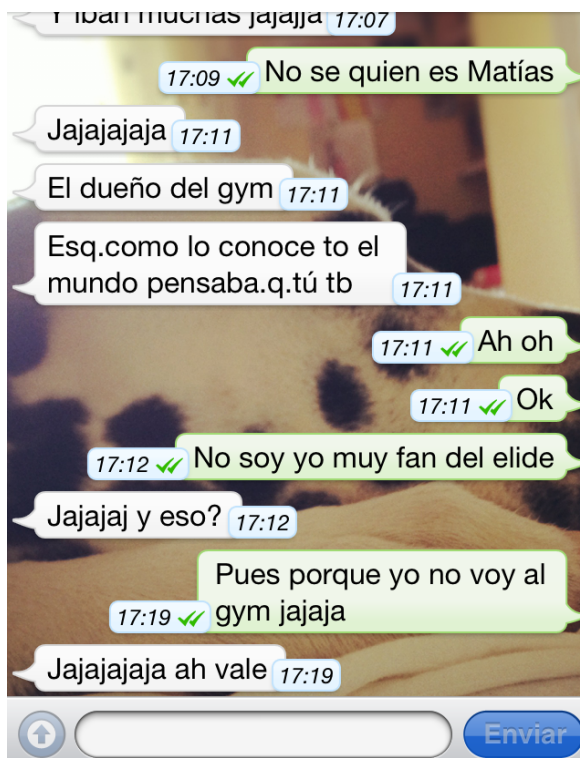 Y iban muchas jajajja 17:07
17:09 No se quien es Matías
Jajajajaja 17:11
El dueño del gym 17:11
Esq.como lo conoce to el
mundo pensaba.q.tú tb 17:11
17:11 Ah oh
17:11 Ok
17:12 No soy yo muy fan del elide
Jajajaj y eso? 17:12
Pues porque yo no voy al
17:19 gym jajaja
Jajajajaja ah vale 17:19
Enviar